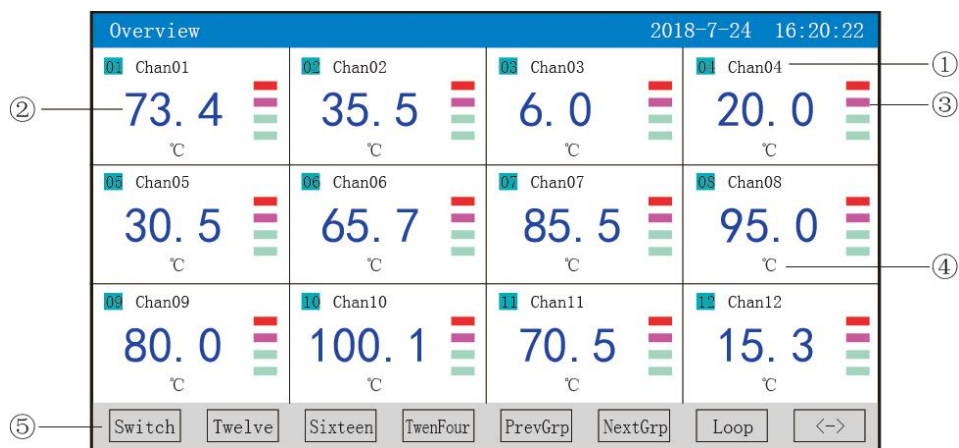 Overview 2018-7-24 16:20:22
01 Chan01 02 Chan02 03 Chan03 04 Chan04 ①
② 73.4 35.5 6.0 20.0 ③
℃ ℃ ℃ ℃
05 Chan05 06 Chan06 07 Chan07 08 Chan08
30.5 65.7 85.5 95.0
℃ ℃ ℃ ℃ ④
09 Chan09 10 Chan10 11 Chan11 12 Chan12
80.0 100.1 70.5 15.3
℃ ℃ ℃ ℃
⑤ Switch Twelve Sixteen TwenFour PrevGrp NextGrp Loop <->